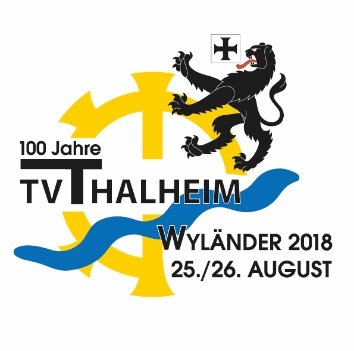 100 Jahre
TV THALHEIM
WYLÄNDER 2018
25./26. AUGUST